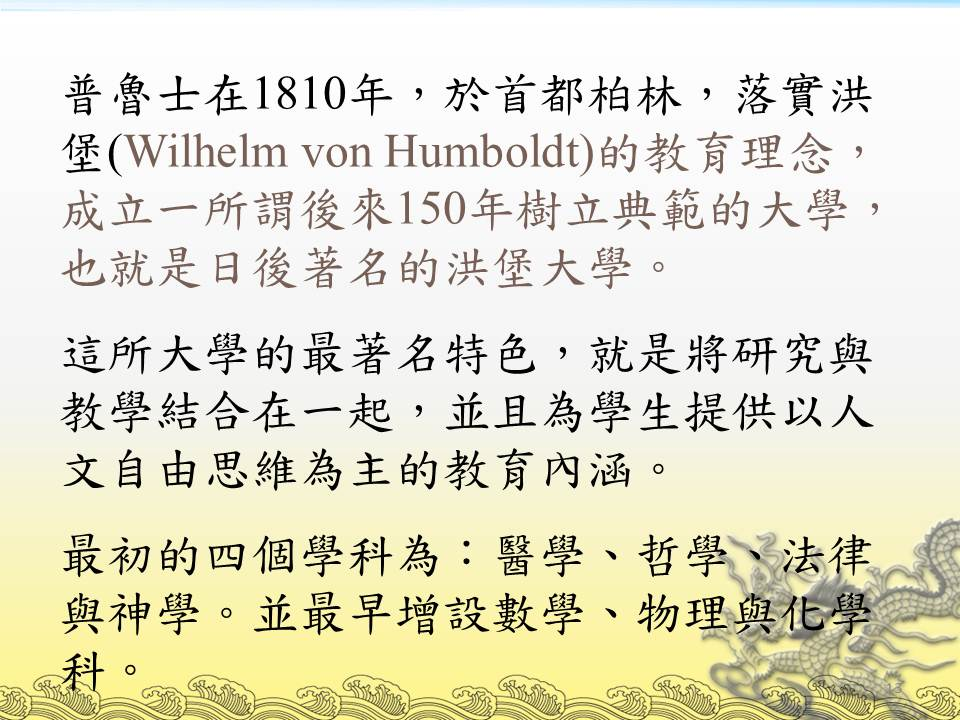 普魯士在1810年，於首都柏林，落實洪
堡(Wilhelm von Humboldt)的教育理念，
成立一所謂後來150年樹立典範的大學，
也就是日後著名的洪堡大學。
這所大學的最著名特色，就是將研究與
教學結合在一起，並且為學生提供以人
文自由思維為主的教育內涵。
最初的四個學科為：醫學、哲學、法律
與神學。並最早增設數學、物理與化學
科。